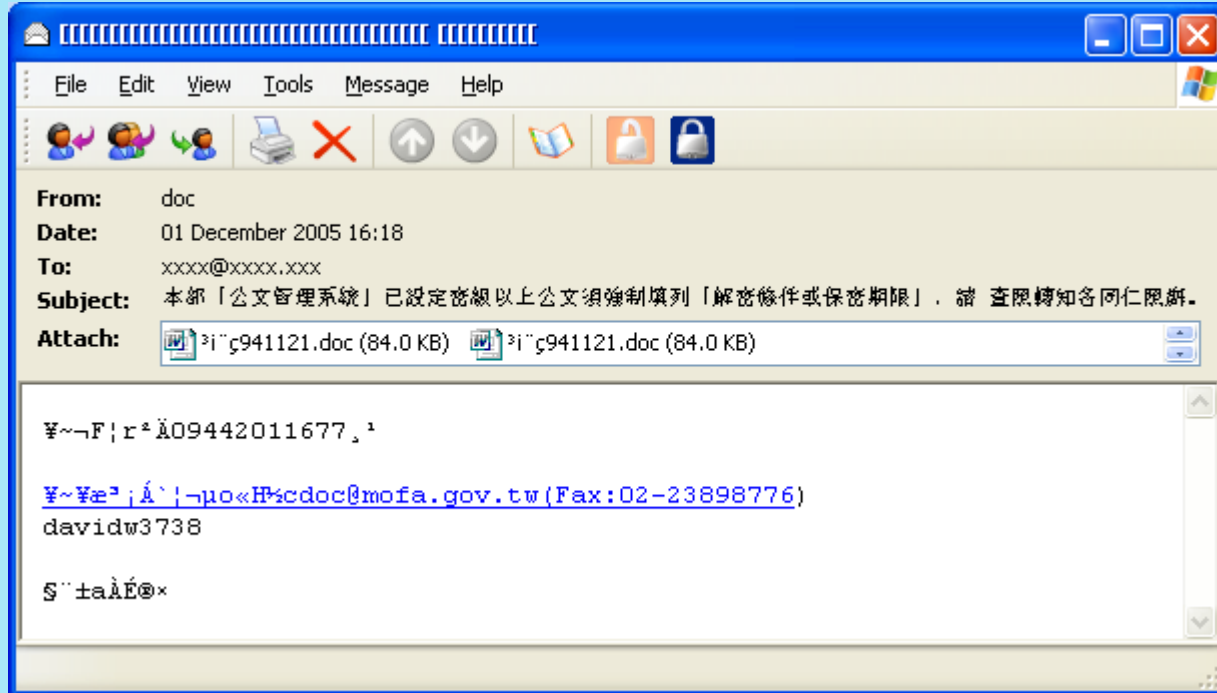 File Edit View Tools Message Help
From: doc
Date: 01 December 2005 16:18
To: xxxx@xxxx.xxx
Subject: 本部「公文管理系統」已設定密級以上公文須強制填列「解密條件或保密期限」，請 查照轉知各同仁照辦。
Attach: ³i¨ç941121.doc (84.0 KB) ³i¨ç941121.doc (84.0 KB)
¥~¬F¦r²Ä09442011677¸¹
¥~¥æ³¡Á`¦¬µo«H½cdoc@mofa.gov.tw(Fax:02-23898776)
davidw3738
§¨±aÀÉ®×